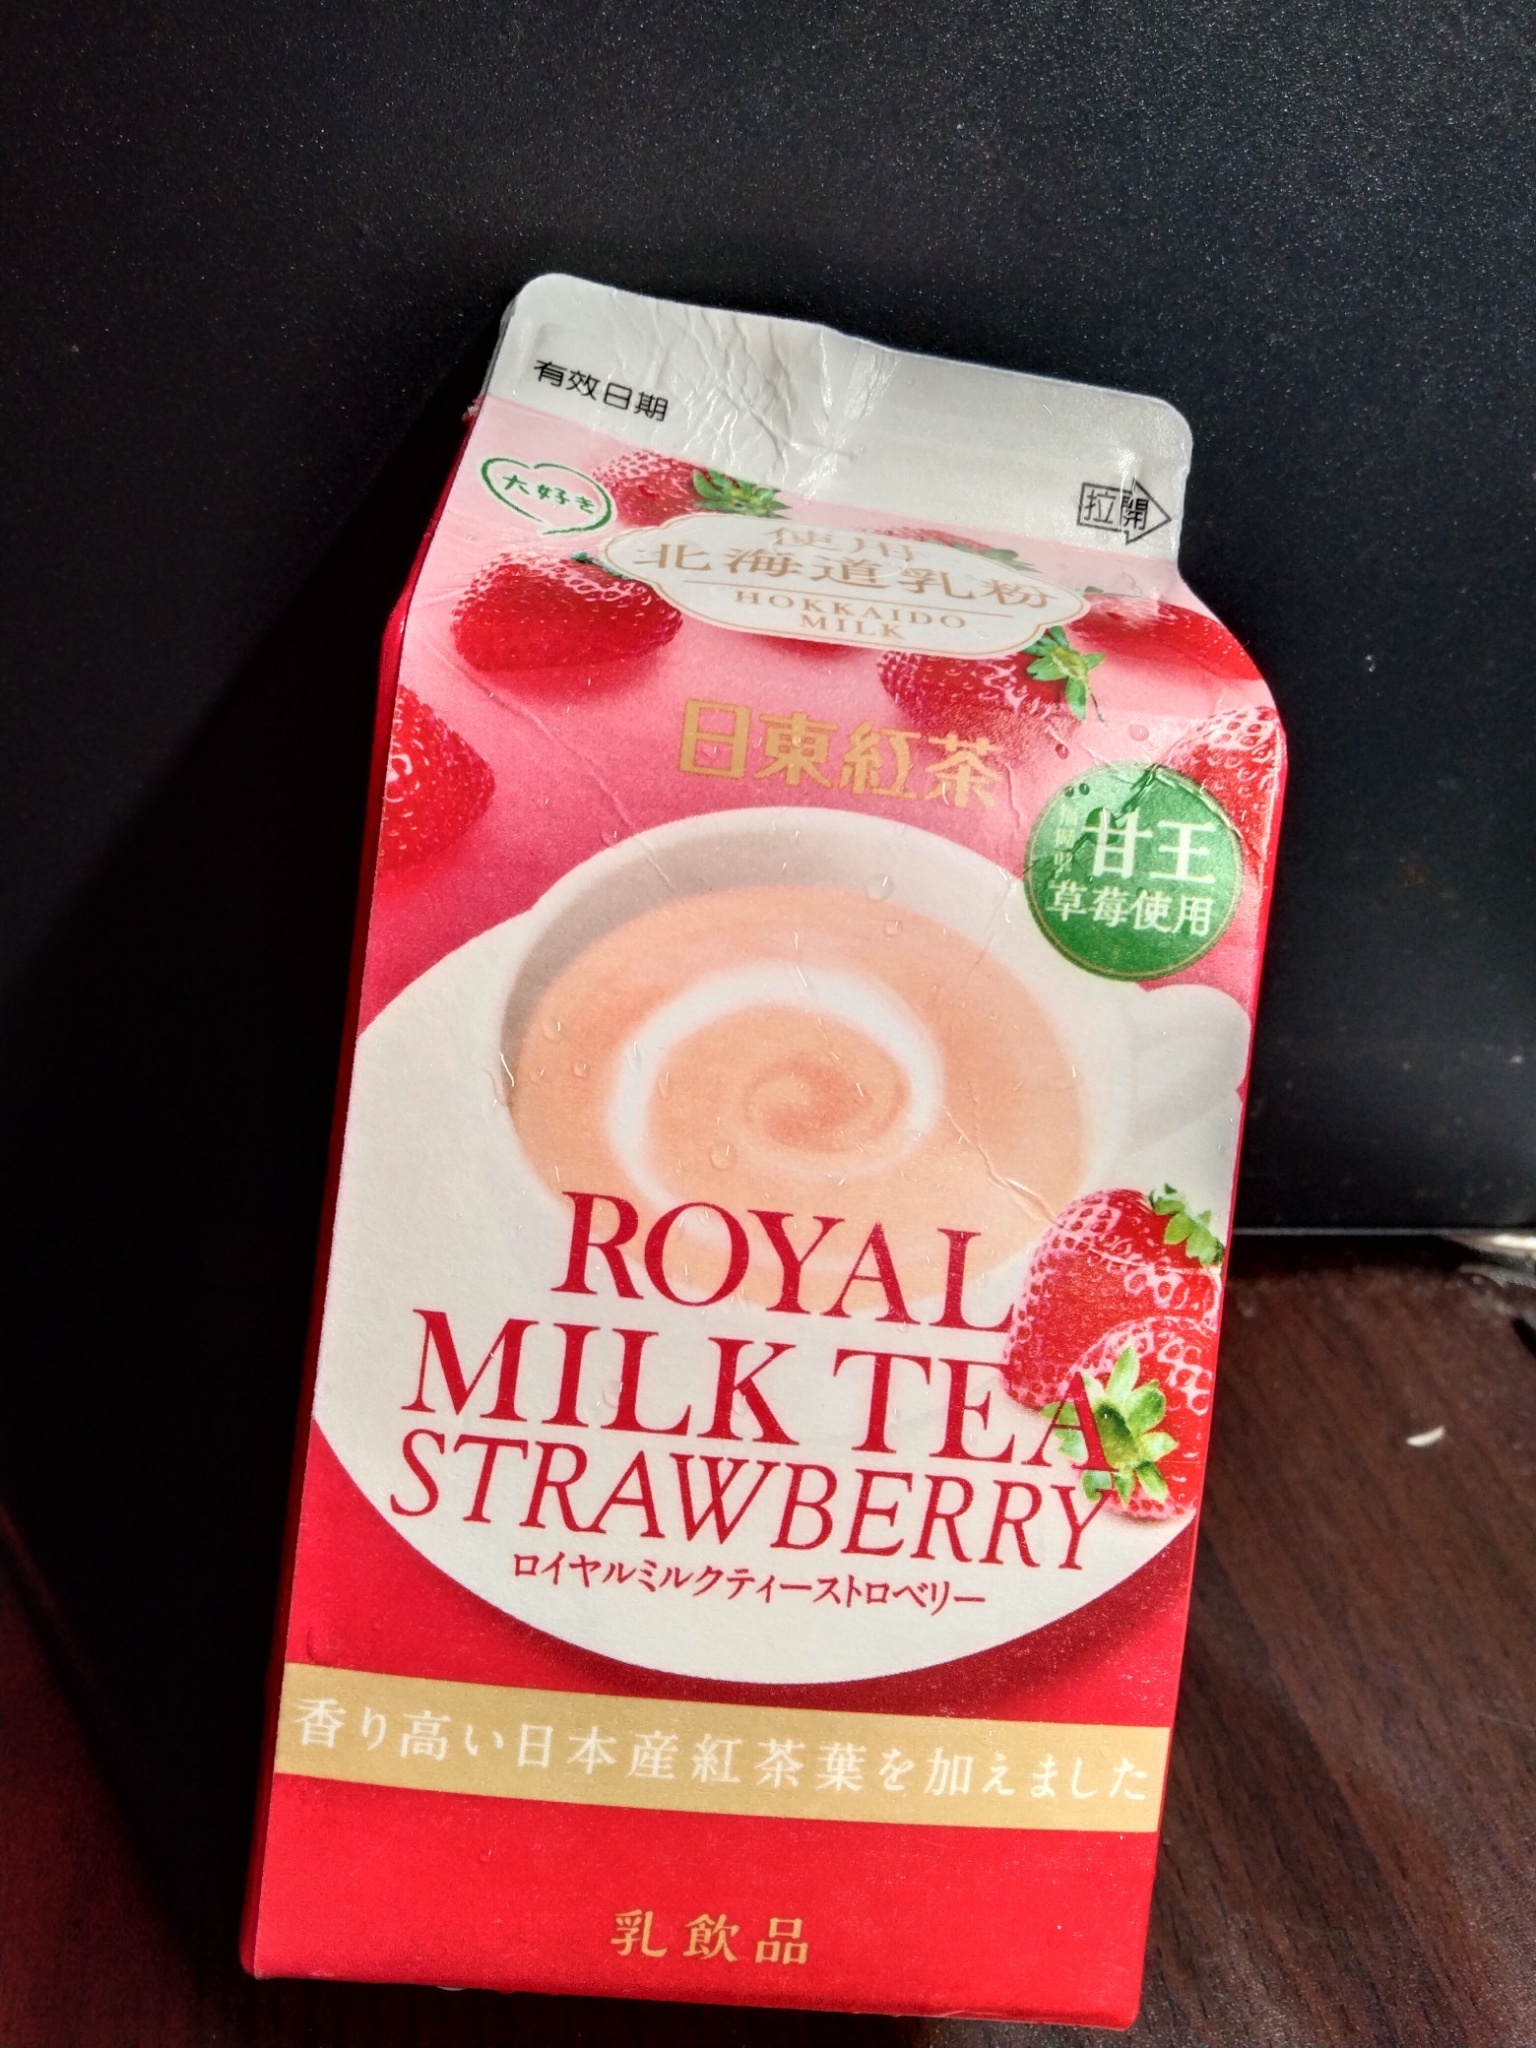 有效日期
拉開
大好き
使用
北海道乳粉
HOKKAIDO
MILK
日東紅茶
甘王
草莓使用
ROYAL
MILK TEA
STRAWBERRY
ロイヤルミルクティーストロベリー
香り高い日本産紅茶葉を加えました
乳飲品